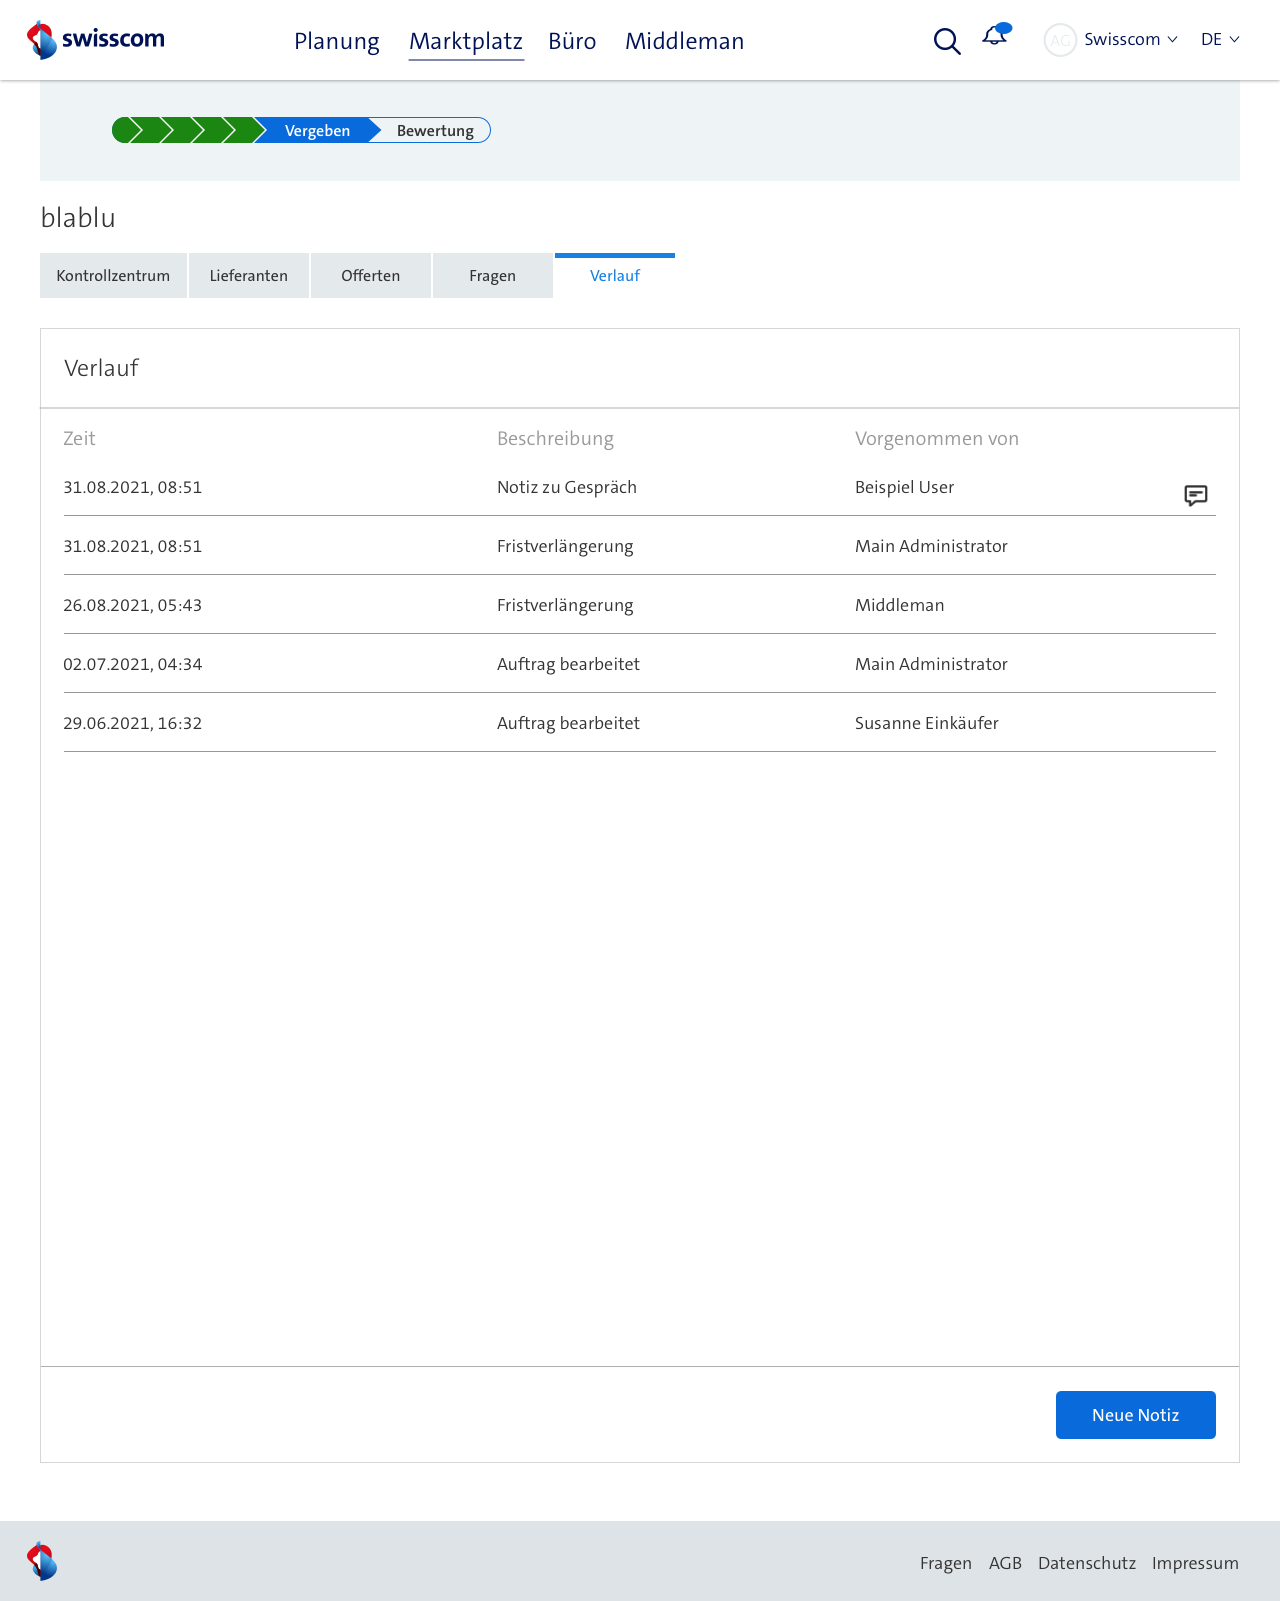 swisscom Planung Marktplatz Büro Middleman AG Swisscom DE
Vergeben Bewertung
blablu
Kontrollzentrum Lieferanten Offerten Fragen Verlauf
Verlauf
Zeit Beschreibung Vorgenommen von
31.08.2021, 08:51 Notiz zu Gespräch Beispiel User
31.08.2021, 08:51 Fristverlängerung Main Administrator
26.08.2021, 05:43 Fristverlängerung Middleman
02.07.2021, 04:34 Auftrag bearbeitet Main Administrator
29.06.2021, 16:32 Auftrag bearbeitet Susanne Einkäufer
Neue Notiz
Fragen AGB Datenschutz Impressum